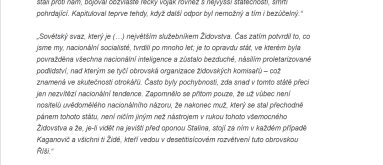 stál proti nám, bojoval obzvláště řecký voják rovněž s nejvyšší statečností, smrti
pohrdající. Kapituloval teprve tehdy, když další odpor byl nemožný a tím i bezúčelný."
„Sovětský svaz, který je (…) největším služebníkem Židovstva. Čas zatím potvrdil to, co
jsme my, nacionální socialisté, tvrdili po mnoho let: je to opravdu stát, ve kterém byla
povražděna všechna nacionální inteligence a zůstalo bezduché, násilím proletarizované
podlidství, nad kterým se tyčí obrovská organizace židovských komisařů – což
znamená ve skutečnosti otrokářů. Často byly pochybnosti, zda snad v tomto státě přeci
jen nezvítězí nacionální tendence. Zapomnělo se přitom pouze, že už vůbec není
nositelů uvědomělého nacionálního názoru, že nakonec muž, který se stal přechodně
pánem tohoto státu, není ničím jiným než nástrojem v rukou tohoto všemocného
Židovstva a že, je-li vidět na jevišti před oponou Stalina, stojí za ním v každém případě
Kaganovič a všichni ti Židé, kteří vedou v desetitisícovém rozvětvení tuto obrovskou
Říši."